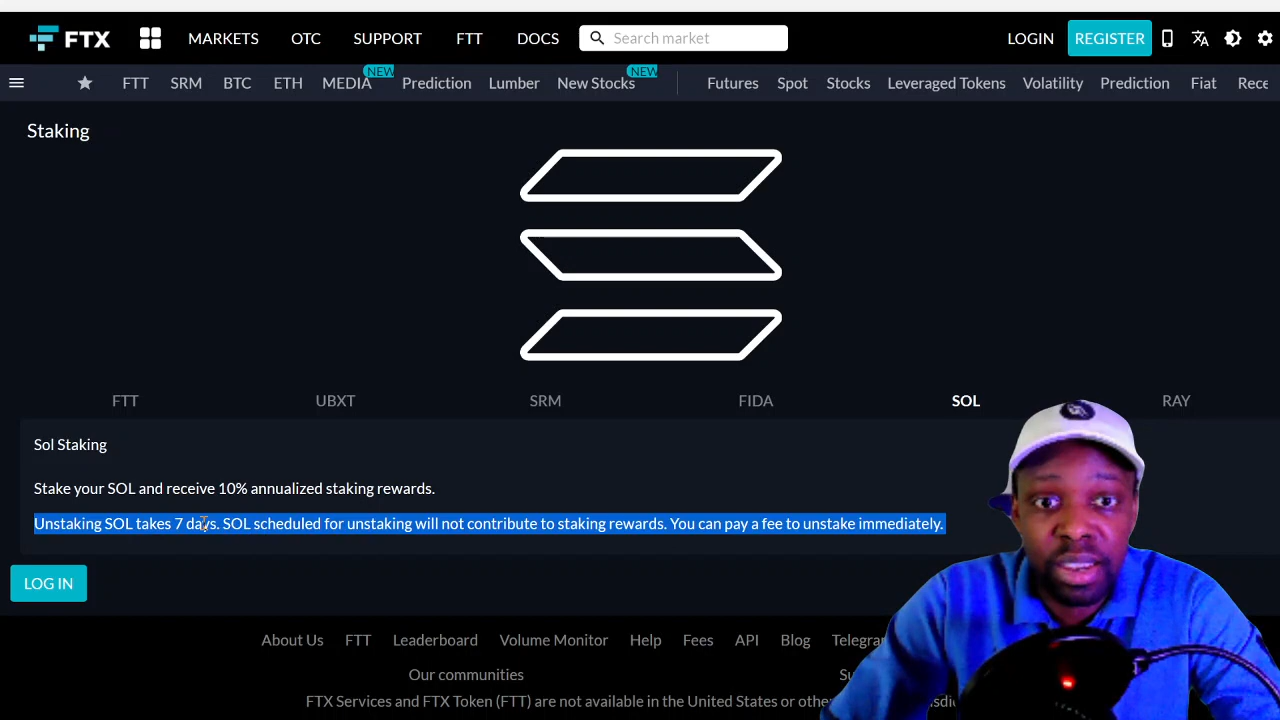 FTX MARKETS OTC SUPPORT FTT DOCS Search market LOGIN REGISTER
FTT SRM BTC ETH MEDIA NEW Prediction Lumber New Stocks NEW Futures Spot Stocks Leveraged Tokens Volatility Prediction Fiat Rece
Staking
FTT UBXT SRM FIDA SOL RAY
Sol Staking
Stake your SOL and receive 10% annualized staking rewards.
Unstaking SOL takes 7 days. SOL scheduled for unstaking will not contribute to staking rewards. You can pay a fee to unstake immediately.
LOG IN
About Us FTT Leaderboard Volume Monitor Help Fees API Blog
Our communities
FTX Services and FTX Token (FTT) are not available in the United States or other